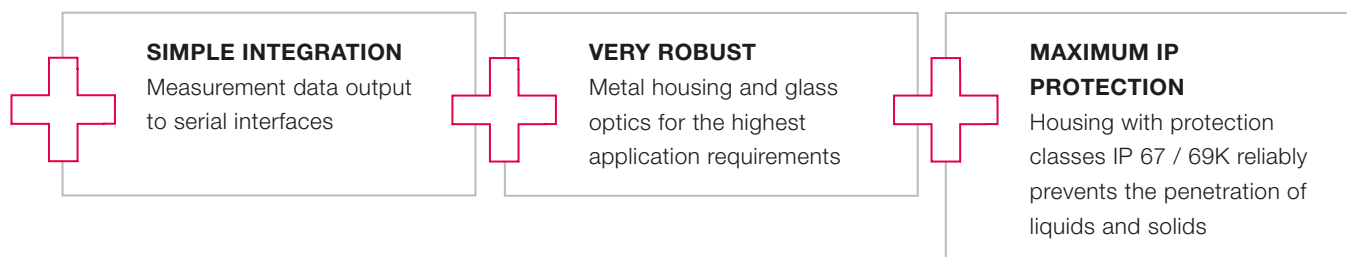 SIMPLE INTEGRATION
Measurement data output
to serial interfaces
VERY ROBUST
Metal housing and glass
optics for the highest
application requirements
MAXIMUM IP
PROTECTION
Housing with protection
classes IP 67 / 69K reliably
prevents the penetration of
liquids and solids